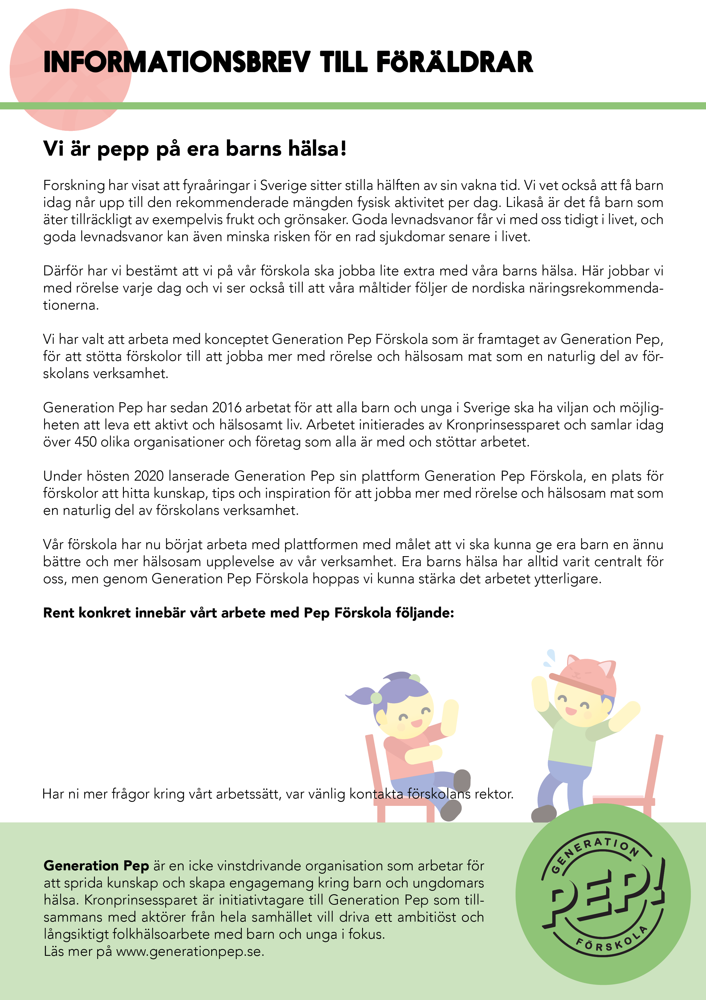 INFORMATIONSBREV TILL FÖRÄLDRAR
Vi är pepp på era barns hälsa!
Forskning har visat att fyraåringar i Sverige sitter stilla hälften av sin vakna tid. Vi vet också att få barn
idag når upp till den rekommenderade mängden fysisk aktivitet per dag. Likaså är det få barn som
äter tillräckligt av exempelvis frukt och grönsaker. Goda levnadsvanor får vi med oss tidigt i livet, och
goda levnadsvanor kan även minska risken för en rad sjukdomar senare i livet.
Därför har vi bestämt att vi på vår förskola ska jobba lite extra med våra barns hälsa. Här jobbar vi
med rörelse varje dag och vi ser också till att våra måltider följer de nordiska näringsrekommenda-
tionerna.
Vi har valt att arbeta med konceptet Generation Pep Förskola som är framtaget av Generation Pep,
för att stötta förskolor till att jobba mer med rörelse och hälsosam mat som en naturlig del av för-
skolans verksamhet.
Generation Pep har sedan 2016 arbetat för att alla barn och unga i Sverige ska ha viljan och möjlig-
heten att leva ett aktivt och hälsosamt liv. Arbetet initierades av Kronprinsessparet och samlar idag
över 450 olika organisationer och företag som alla är med och stöttar arbetet.
Under hösten 2020 lanserade Generation Pep sin plattform Generation Pep Förskola, en plats för
förskolor att hitta kunskap, tips och inspiration för att jobba mer med rörelse och hälsosam mat som
en naturlig del av förskolans verksamhet.
Vår förskola har nu börjat arbeta med plattformen med målet att vi ska kunna ge era barn en ännu
bättre och mer hälsosam upplevelse av vår verksamhet. Era barns hälsa har alltid varit centralt för
oss, men genom Generation Pep Förskola hoppas vi kunna stärka det arbetet ytterligare.
Rent konkret innebär vårt arbete med Pep Förskola följande:
Har ni mer frågor kring vårt arbetssätt, var vänlig kontakta förskolans rektor.
Generation Pep är en icke vinstdrivande organisation som arbetar för
att sprida kunskap och skapa engagemang kring barn och ungdomars
hälsa. Kronprinsessparet är initiativtagare till Generation Pep som till-
sammans med aktörer från hela samhället vill driva ett ambitiöst och
långsiktigt folkhälsoarbete med barn och unga i fokus.
Läs mer på www.generationpep.se.
GENERATION
PEP!
FÖRSKOLA